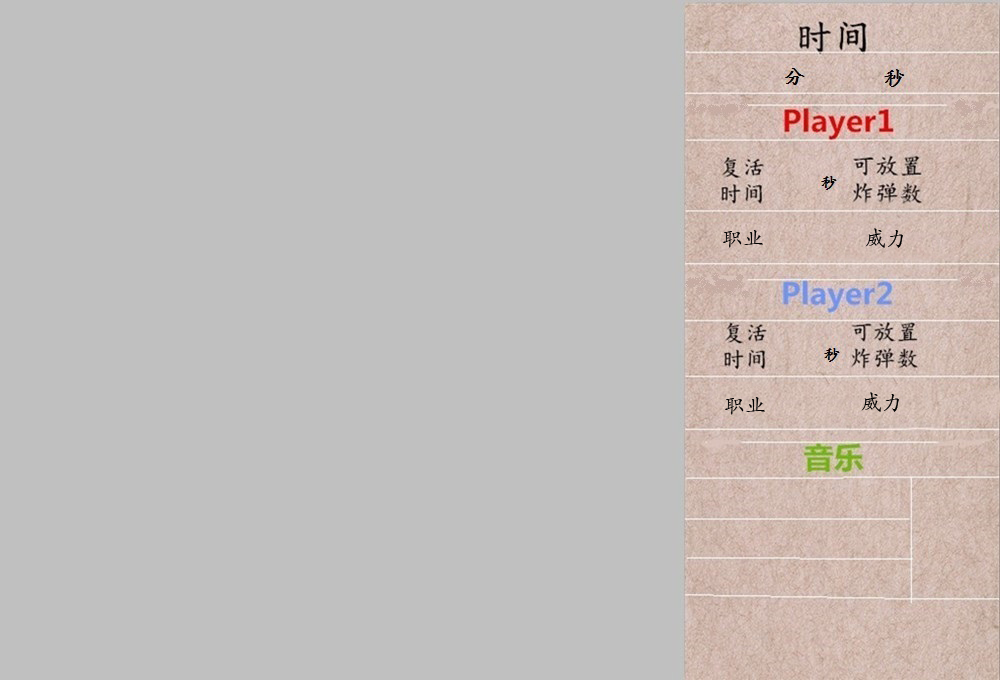 时间
分 秒
Player1
复活 可放置
时间 秒 炸弹数
职业 威力
Player2
复活 可放置
时间 秒 炸弹数
职业 威力
音乐